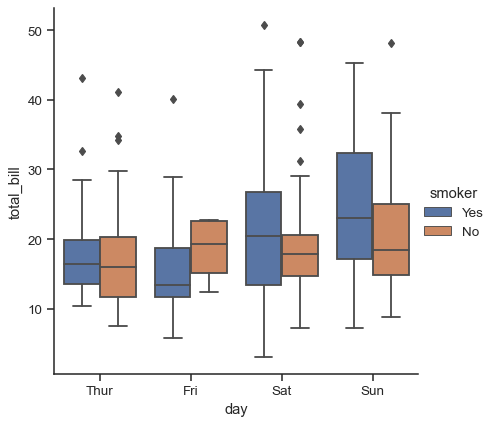 50
40
30
20
10
total_bill
Thur Fri Sat Sun
day
smoker
Yes
No